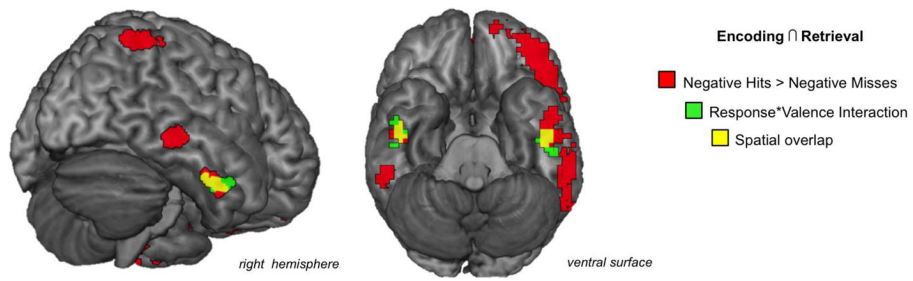 Encoding ∩ Retrieval
Negative Hits > Negative Misses
Response*Valence Interaction
Spatial overlap
right hemisphere
ventral surface